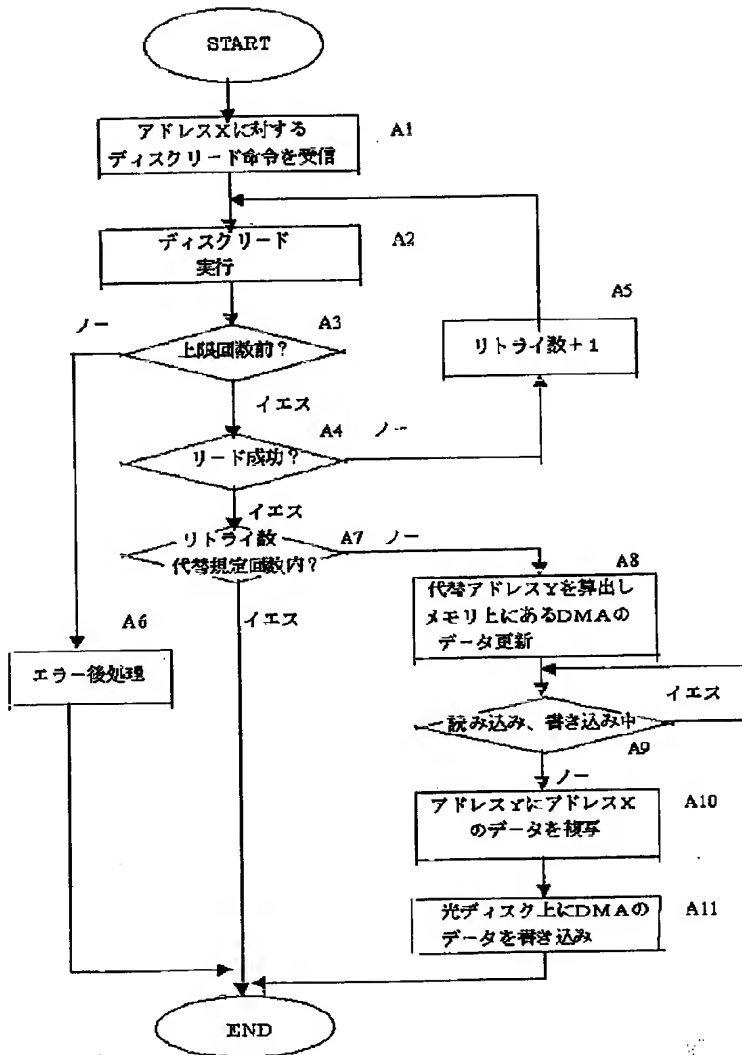 START
アドレスXに対する
ディスクリード命令を受信
A1
ディスクリード
実行
A2
A5
リトライ数+1
ノー
A3
上限回数前?
イエス
A4
ノー
リード成功?
イエス
A7
ノー
リトライ数
代替規定回数内?
イエス
A8
代替アドレスYを算出し
メモリ上にあるDMAの
データ更新
A6
エラー後処理
イエス
読み込み、書き込み中
A9
ノー
アドレスYにアドレスX
のデータを複写
A10
光ディスク上にDMAの
データを書き込み
A11
END